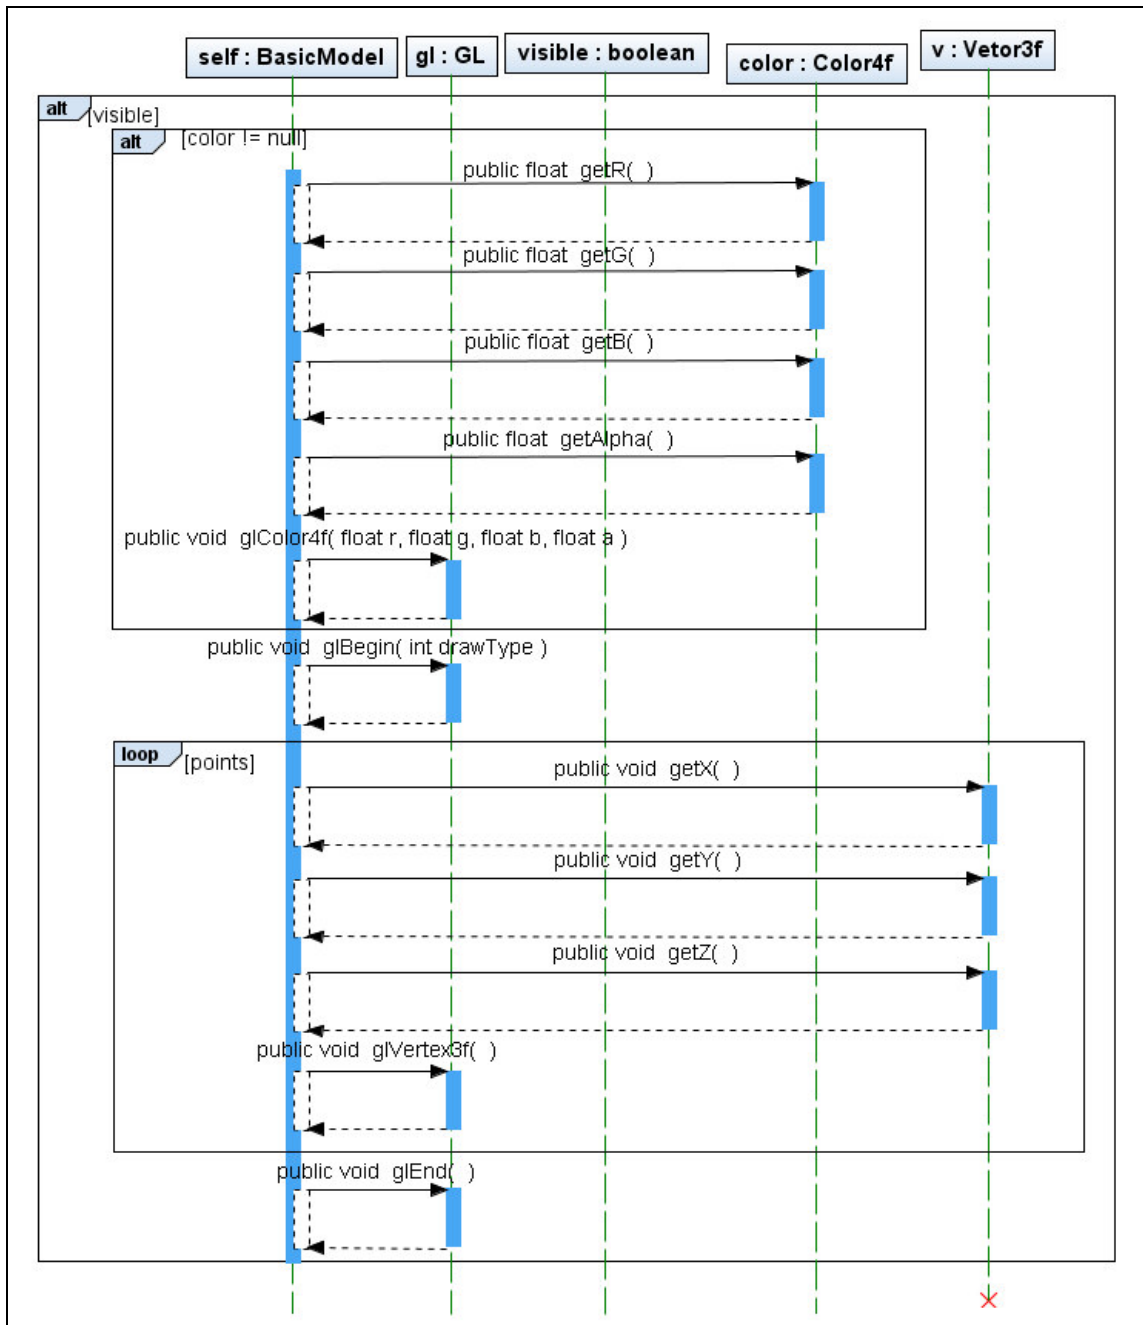 self : BasicModel
gl : GL
visible : boolean
color : Color4f
v : Vetor3f
alt
[visible]
alt
[color != null]
public float  getR(  )
public float  getG(  )
public float  getB(  )
public float  getAlpha(  )
public void  glColor4f( float r, float g, float b, float a )
public void  glBegin( int drawType )
loop
[points]
public void  getX(  )
public void  getY(  )
public void  getZ(  )
public void  glVertex3f(  )
public void  glEnd(  )